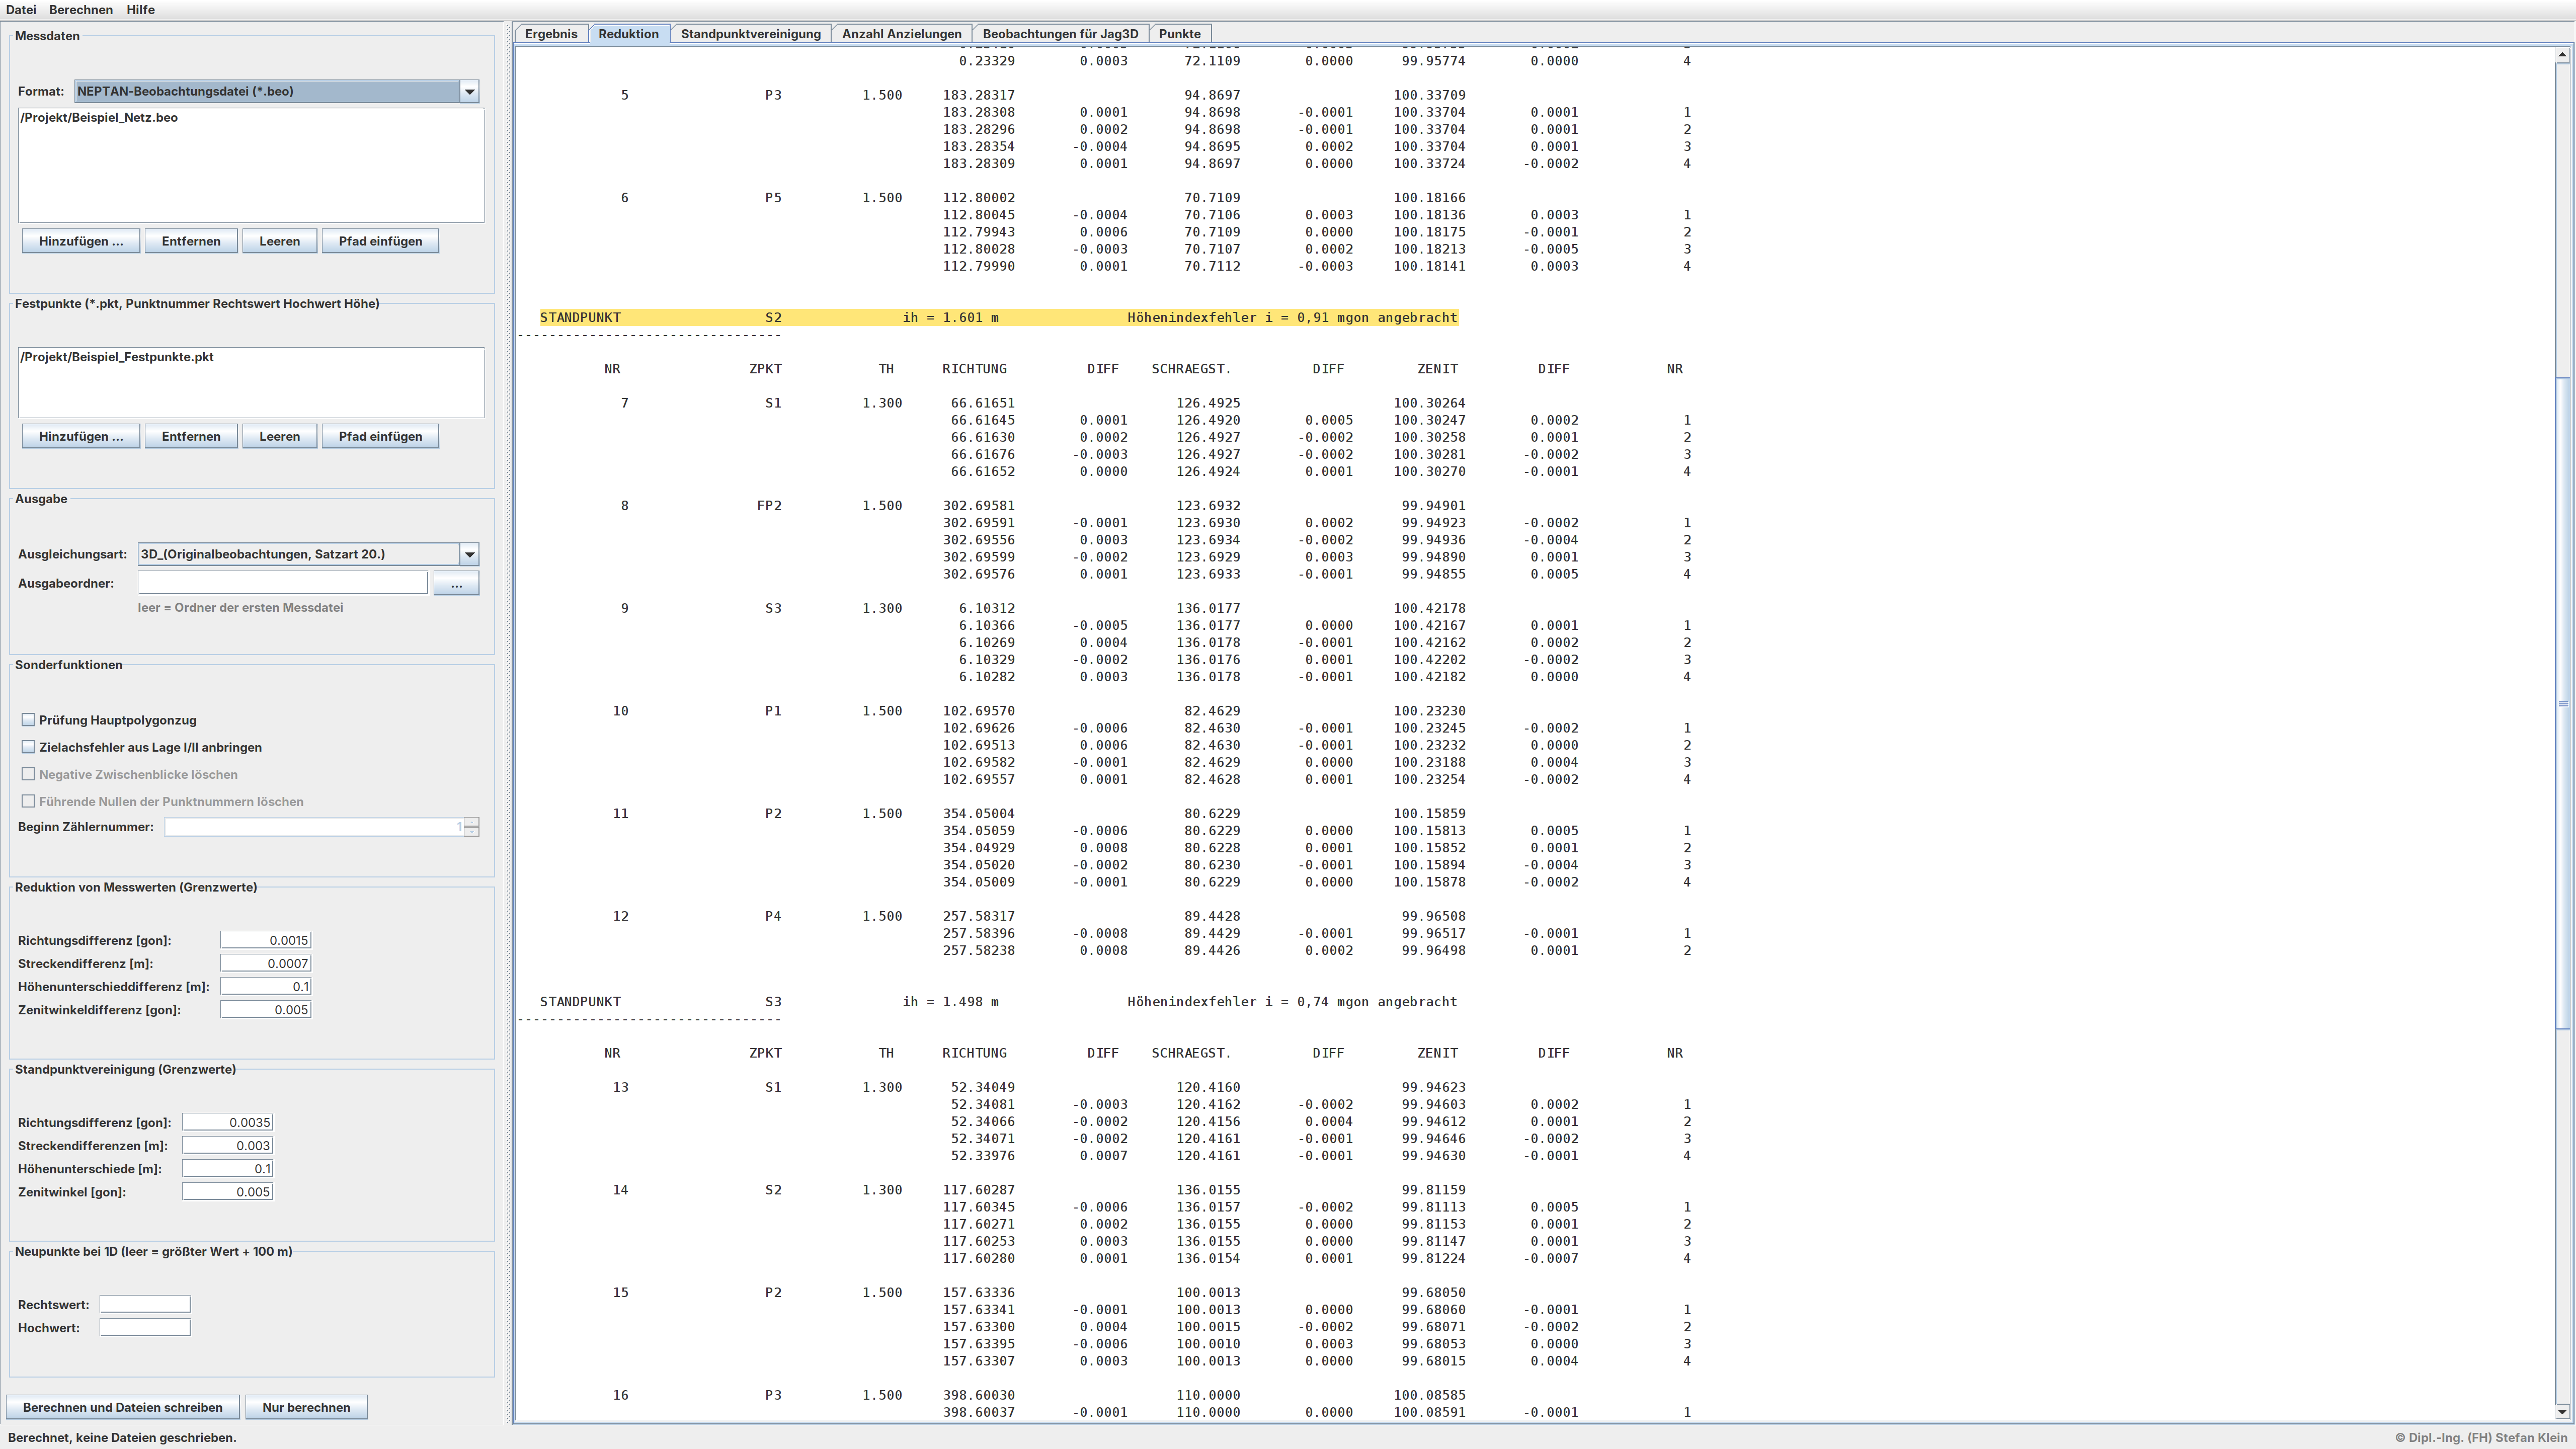 Datei Berechnen Hilfe
Messdaten
Format: NEPTAN-Beobachtungsdatei (*.beo)
/Projekt/Beispiel_Netz.beo
Hinzufügen ... Entfernen Leeren Pfad einfügen
Festpunkte (*.pkt, Punktnummer Rechtswert Hochwert Höhe)
/Projekt/Beispiel_Festpunkte.pkt
Hinzufügen ... Entfernen Leeren Pfad einfügen
Ausgabe
Ausgleichungsart: 3D_(Originalbeobachtungen, Satzart 20.)
Ausgabeordner: ...
leer = Ordner der ersten Messdatei
Sonderfunktionen
Prüfung Hauptpolygonzug
Zielachsfehler aus Lage I/II anbringen
Negative Zwischenblicke löschen
Führende Nullen der Punktnummern löschen
Beginn Zählernummer: 1
Reduktion von Messwerten (Grenzwerte)
Richtungsdifferenz [gon]: 0.0015
Streckendifferenz [m]: 0.0007
Höhenunterschieddifferenz [m]: 0.1
Zenitwinkeldifferenz [gon]: 0.005
Standpunktvereinigung (Grenzwerte)
Richtungsdifferenz [gon]: 0.0035
Streckendifferenzen [m]: 0.003
Höhenunterschiede [m]: 0.1
Zenitwinkel [gon]: 0.005
Neupunkte bei 1D (leer = größter Wert + 100 m)
Rechtswert:
Hochwert:
Berechnen und Dateien schreiben Nur berechnen
Ergebnis Reduktion Standpunktvereinigung Anzahl Anzielungen Beobachtungen für Jag3D Punkte
0.23329 0.0003 72.1109 0.0000 99.95774 0.0000 4
5 P3 1.500 183.28317 94.8697 100.33709
183.28308 0.0001 94.8698 -0.0001 100.33704 0.0001 1
183.28296 0.0002 94.8698 -0.0001 100.33704 0.0001 2
183.28354 -0.0004 94.8695 0.0002 100.33704 0.0001 3
183.28309 0.0001 94.8697 0.0000 100.33724 -0.0002 4
6 P5 1.500 112.80002 70.7109 100.18166
112.80045 -0.0004 70.7106 0.0003 100.18136 0.0003 1
112.79943 0.0006 70.7109 0.0000 100.18175 -0.0001 2
112.80028 -0.0003 70.7107 0.0002 100.18213 -0.0005 3
112.79990 0.0001 70.7112 -0.0003 100.18141 0.0003 4
STANDPUNKT S2 ih = 1.601 m Höhenindexfehler i = 0,91 mgon angebracht
---------------------------------
NR ZPKT TH RICHTUNG DIFF SCHRAEGST. DIFF ZENIT DIFF NR
7 S1 1.300 66.61651 126.4925 100.30264
66.61645 0.0001 126.4920 0.0005 100.30247 0.0002 1
66.61630 0.0002 126.4927 -0.0002 100.30258 0.0001 2
66.61676 -0.0003 126.4927 -0.0002 100.30281 -0.0002 3
66.61652 0.0000 126.4924 0.0001 100.30270 -0.0001 4
8 FP2 1.500 302.69581 123.6932 99.94901
302.69591 -0.0001 123.6930 0.0002 99.94923 -0.0002 1
302.69556 0.0003 123.6934 -0.0002 99.94936 -0.0004 2
302.69599 -0.0002 123.6929 0.0003 99.94890 0.0001 3
302.69576 0.0001 123.6933 -0.0001 99.94855 0.0005 4
9 S3 1.300 6.10312 136.0177 100.42178
6.10366 -0.0005 136.0177 0.0000 100.42167 0.0001 1
6.10269 0.0004 136.0178 -0.0001 100.42162 0.0002 2
6.10329 -0.0002 136.0176 0.0001 100.42202 -0.0002 3
6.10282 0.0003 136.0178 -0.0001 100.42182 0.0000 4
10 P1 1.500 102.69570 82.4629 100.23230
102.69626 -0.0006 82.4630 -0.0001 100.23245 -0.0002 1
102.69513 0.0006 82.4630 -0.0001 100.23232 0.0000 2
102.69582 -0.0001 82.4629 0.0000 100.23188 0.0004 3
102.69557 0.0001 82.4628 0.0001 100.23254 -0.0002 4
11 P2 1.500 354.05004 80.6229 100.15859
354.05059 -0.0006 80.6229 0.0000 100.15813 0.0005 1
354.04929 0.0008 80.6228 0.0001 100.15852 0.0001 2
354.05020 -0.0002 80.6230 -0.0001 100.15894 -0.0004 3
354.05009 -0.0001 80.6229 0.0000 100.15878 -0.0002 4
12 P4 1.500 257.58317 89.4428 99.96508
257.58396 -0.0008 89.4429 -0.0001 99.96517 -0.0001 1
257.58238 0.0008 89.4426 0.0002 99.96498 0.0001 2
STANDPUNKT S3 ih = 1.498 m Höhenindexfehler i = 0,74 mgon angebracht
---------------------------------
NR ZPKT TH RICHTUNG DIFF SCHRAEGST. DIFF ZENIT DIFF NR
13 S1 1.300 52.34049 120.4160 99.94623
52.34081 -0.0003 120.4162 -0.0002 99.94603 0.0002 1
52.34066 -0.0002 120.4156 0.0004 99.94612 0.0001 2
52.34071 -0.0002 120.4161 -0.0001 99.94646 -0.0002 3
52.33976 0.0007 120.4161 -0.0001 99.94630 -0.0001 4
14 S2 1.300 117.60287 136.0155 99.81159
117.60345 -0.0006 136.0157 -0.0002 99.81113 0.0005 1
117.60271 0.0002 136.0155 0.0000 99.81153 0.0001 2
117.60253 0.0003 136.0155 0.0000 99.81147 0.0001 3
117.60280 0.0001 136.0154 0.0001 99.81224 -0.0007 4
15 P2 1.500 157.63336 100.0013 99.68050
157.63341 -0.0001 100.0013 0.0000 99.68060 -0.0001 1
157.63300 0.0004 100.0015 -0.0002 99.68071 -0.0002 2
157.63395 -0.0006 100.0010 0.0003 99.68053 0.0000 3
157.63307 0.0003 100.0013 0.0000 99.68015 0.0004 4
16 P3 1.500 398.60030 110.0000 100.08585
398.60037 -0.0001 110.0000 0.0000 100.08591 -0.0001 1
Berechnet, keine Dateien geschrieben.
© Dipl.-Ing. (FH) Stefan Klein